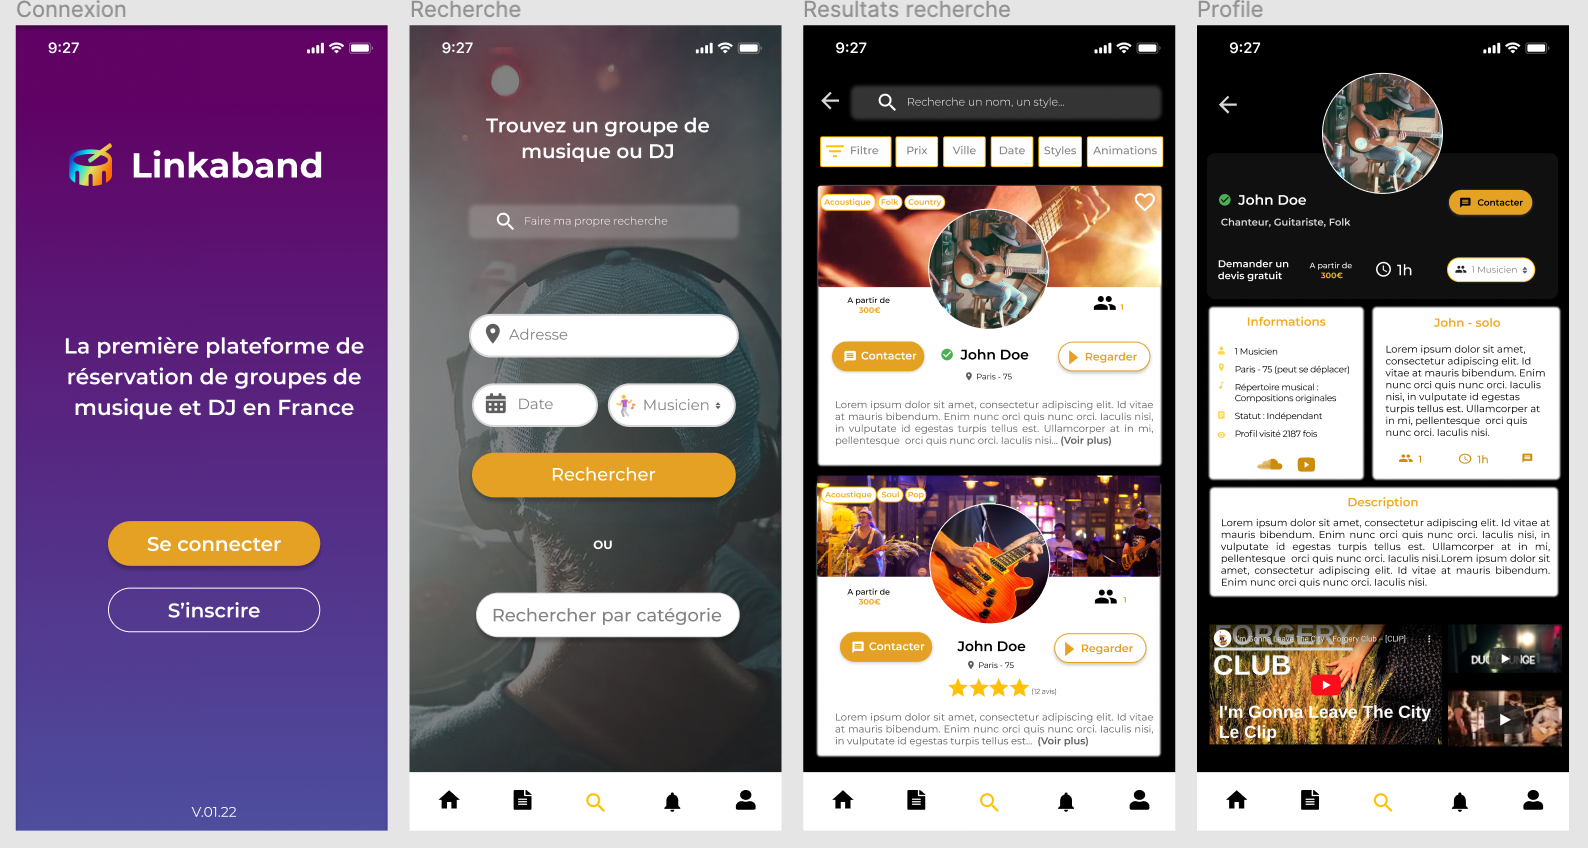 Connexion
9:27
Linkaband
La première plateforme de
réservation de groupes de
musique et DJ en France
Se connecter
S'inscrire
V.01.22
Recherche
9:27
Trouvez un groupe de
musique ou DJ
Faire ma propre recherche
Adresse
Date
Musicien
Rechercher
OU
Rechercher par catégorie
Resultats recherche
9:27
Recherche un nom, un style...
Filtre
Prix
Ville
Date
Styles
Animations
Acoustique
Folk
Country
A partir de
300€
1
Contacter
John Doe
Regarder
Paris - 75
Lorem ipsum dolor sit amet, consectetur adipiscing elit. Id vitae
at mauris bibendum. Enim nunc orci quis nunc orci. Iaculis nisi,
in vulputate id egestas turpis tellus est. Ullamcorper at in mi,
pellentesque orci quis nunc orci. Iaculis nisi... (Voir plus)
Acoustique
Soul
Pop
A partir de
300€
1
Contacter
John Doe
Regarder
Paris - 75
(12 avis)
Lorem ipsum dolor sit amet, consectetur adipiscing elit. Id vitae
at mauris bibendum. Enim nunc orci quis nunc orci. Iaculis nisi,
in vulputate id egestas turpis tellus est... (Voir plus)
Profile
9:27
John Doe
Contacter
Chanteur, Guitariste, Folk
Demander un
devis gratuit
A partir de
300€
1h
1 Musicien
Informations
1 Musicien
Paris - 75 (peut se déplacer)
Répertoire musical :
Compositions originales
Statut : Indépendant
Profil visité 2187 fois
John - solo
Lorem ipsum dolor sit amet,
consectetur adipiscing elit. Id
vitae at mauris bibendum. Enim
nunc orci quis nunc orci. Iaculis
nisi, in vulputate id egestas
turpis tellus est. Ullamcorper at
in mi, pellentesque orci quis
nunc orci. Iaculis nisi.
1
1h
Description
Lorem ipsum dolor sit amet, consectetur adipiscing elit. Id vitae at
mauris bibendum. Enim nunc orci quis nunc orci. Iaculis nisi, in
vulputate id egestas turpis tellus est. Ullamcorper at in mi,
pellentesque orci quis nunc orci. Iaculis nisi.Lorem ipsum dolor sit
amet, consectetur adipiscing elit. Id vitae at mauris bibendum.
Enim nunc orci quis nunc orci. Iaculis nisi.
FORGERY
I'm Gonna Leave The City - Forgery Club - [CLIP]
CLUB
I'm Gonna Leave The City
Le Clip